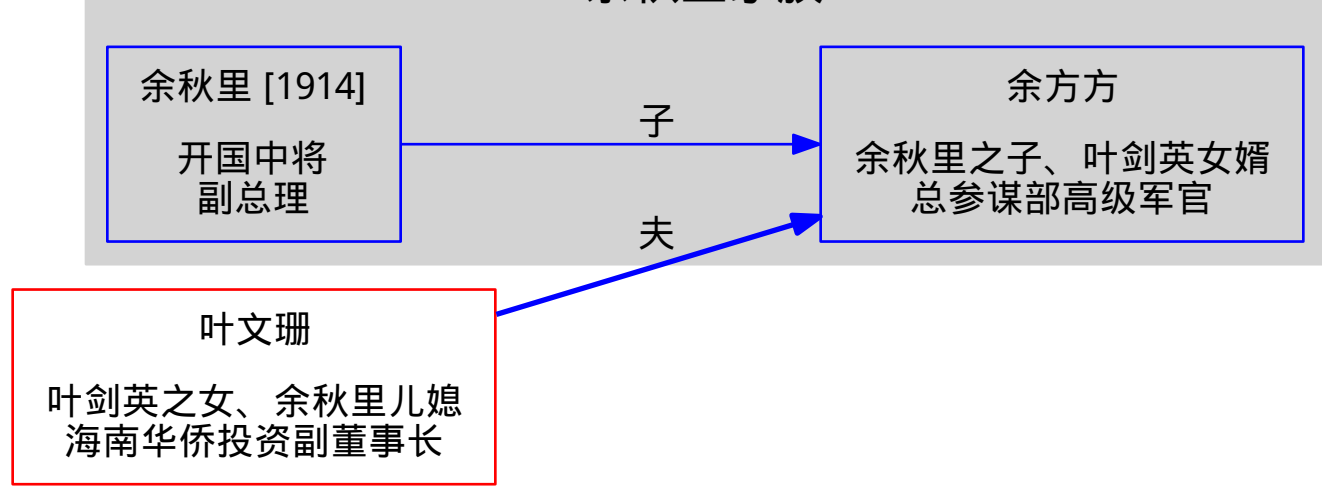 余秋里 [1914]
开国中将
副总理
子
余方方
余秋里之子、叶剑英女婿
总参谋部高级军官
夫
叶文珊
叶剑英之女、余秋里儿媳
海南华侨投资副董事长